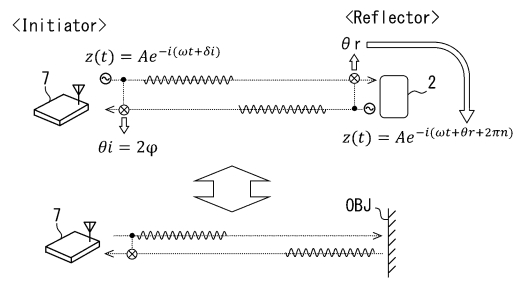 <Initiator>
<Reflector>
z(t) = Ae^{-i(ωt+δi)}
θr
7
2
θi = 2φ
z(t) = Ae^{-i(ωt+θr+2πn)}
7
OBJ